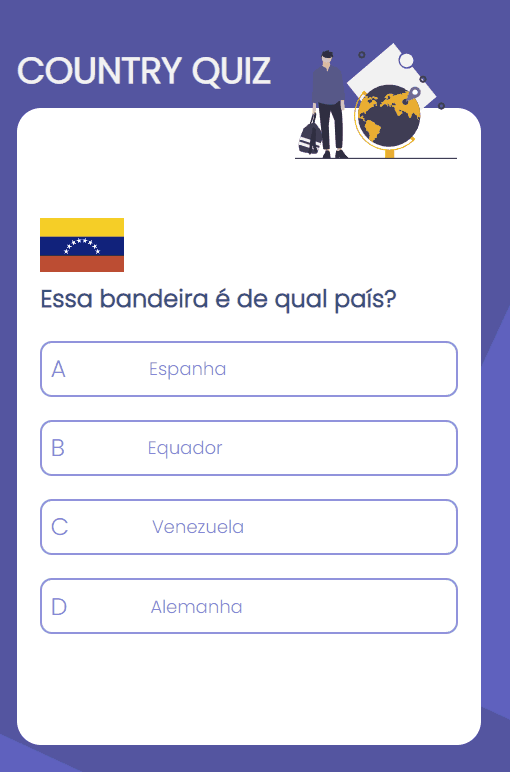 COUNTRY QUIZ
Essa bandeira é de qual país?
A Espanha
B Equador
C Venezuela
D Alemanha